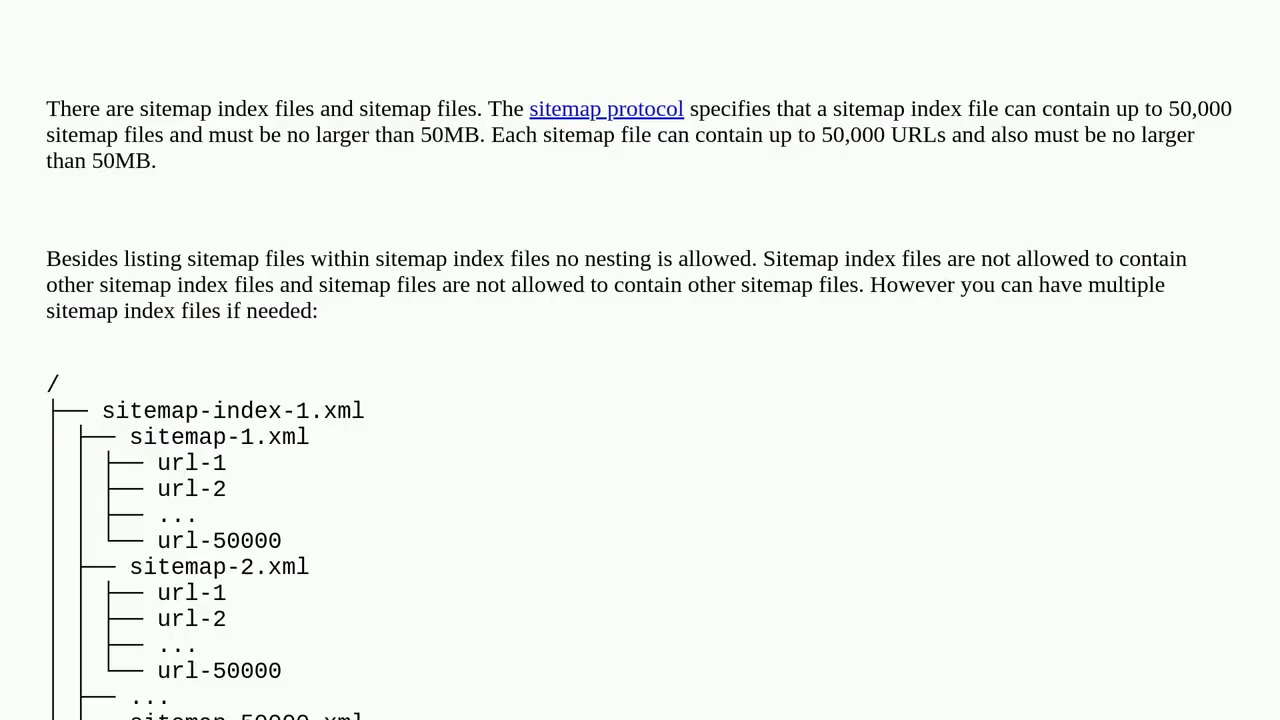 There are sitemap index files and sitemap files. The sitemap protocol specifies that a sitemap index file can contain up to 50,000
sitemap files and must be no larger than 50MB. Each sitemap file can contain up to 50,000 URLs and also must be no larger
than 50MB.
Besides listing sitemap files within sitemap index files no nesting is allowed. Sitemap index files are not allowed to contain
other sitemap index files and sitemap files are not allowed to contain other sitemap files. However you can have multiple
sitemap index files if needed:
/
├── sitemap-index-1.xml
│ ├── sitemap-1.xml
│ │ ├── url-1
│ │ ├── url-2
│ │ ├── ...
│ │ └── url-50000
│ ├── sitemap-2.xml
│ │ ├── url-1
│ │ ├── url-2
│ │ ├── ...
│ │ └── url-50000
│ ├── ...
│ ├── sitemap-50000.xml